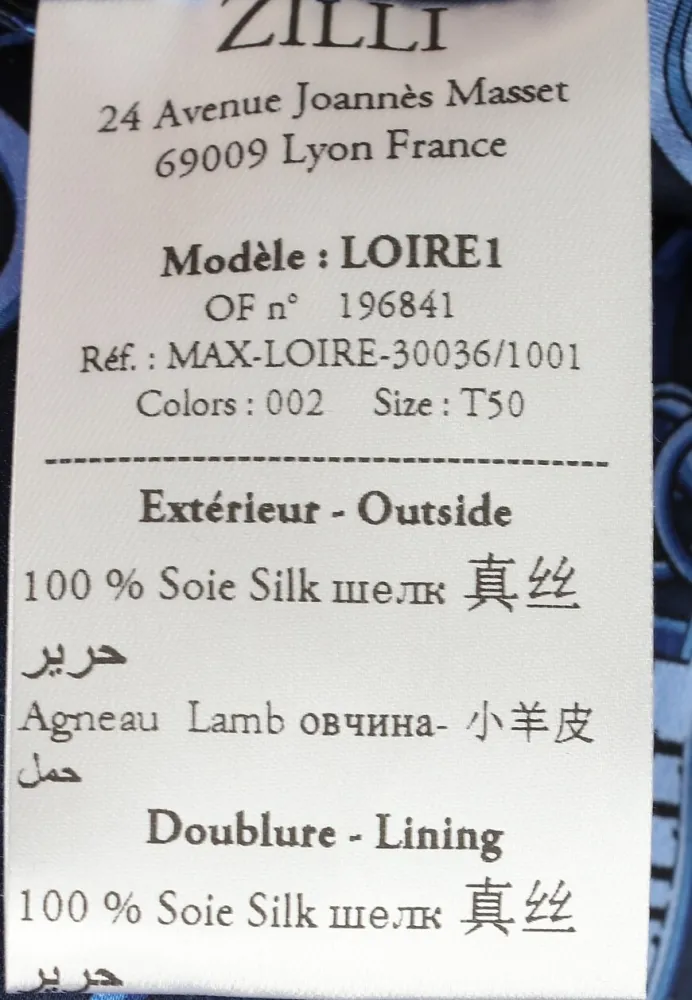 ZILLI
24 Avenue Joannès Masset
69009 Lyon France
Modèle : LOIRE1
OF n° 196841
Réf. : MAX-LOIRE-30036/1001
Colors : 002 Size : T50
Extérieur - Outside
100 % Soie Silk шелк 真丝
حرير
Agneau Lamb овчина- 小羊皮
حمل
Doublure - Lining
100 % Soie Silk шелк 真丝
حرير